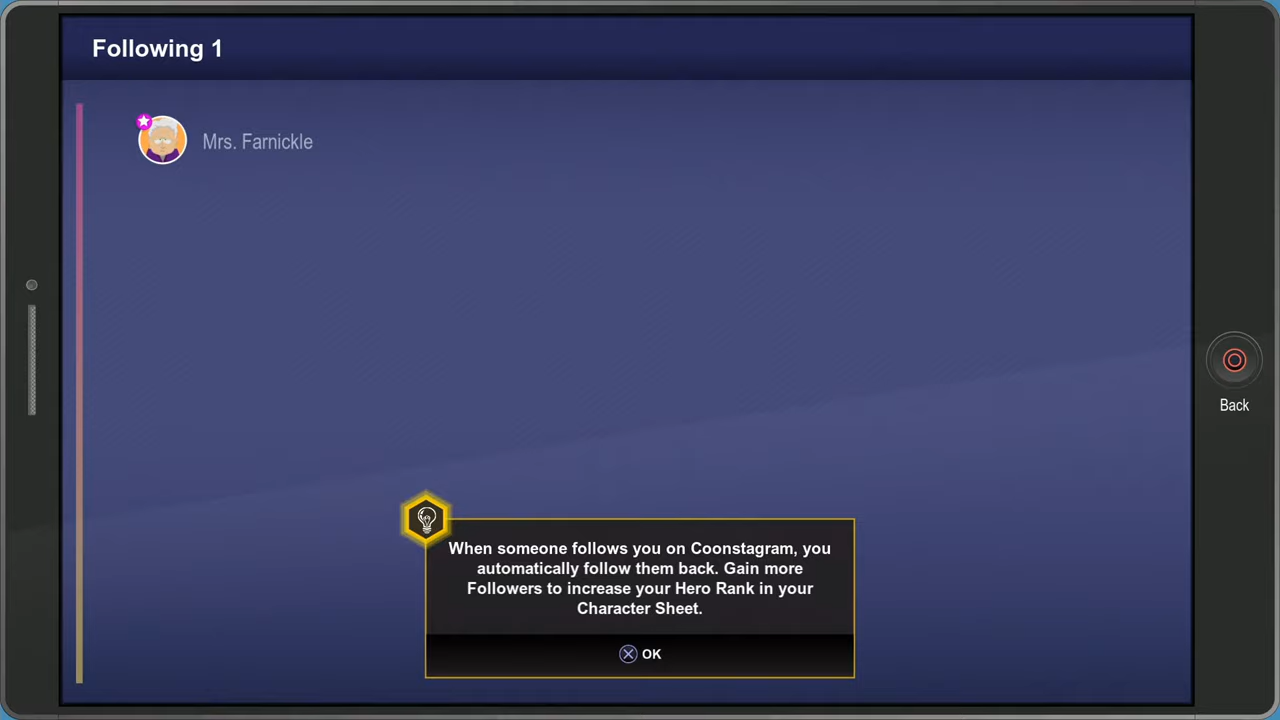 Following 1
Mrs. Farnickle
Back
When someone follows you on Coonstagram, you
automatically follow them back. Gain more
Followers to increase your Hero Rank in your
Character Sheet.
OK